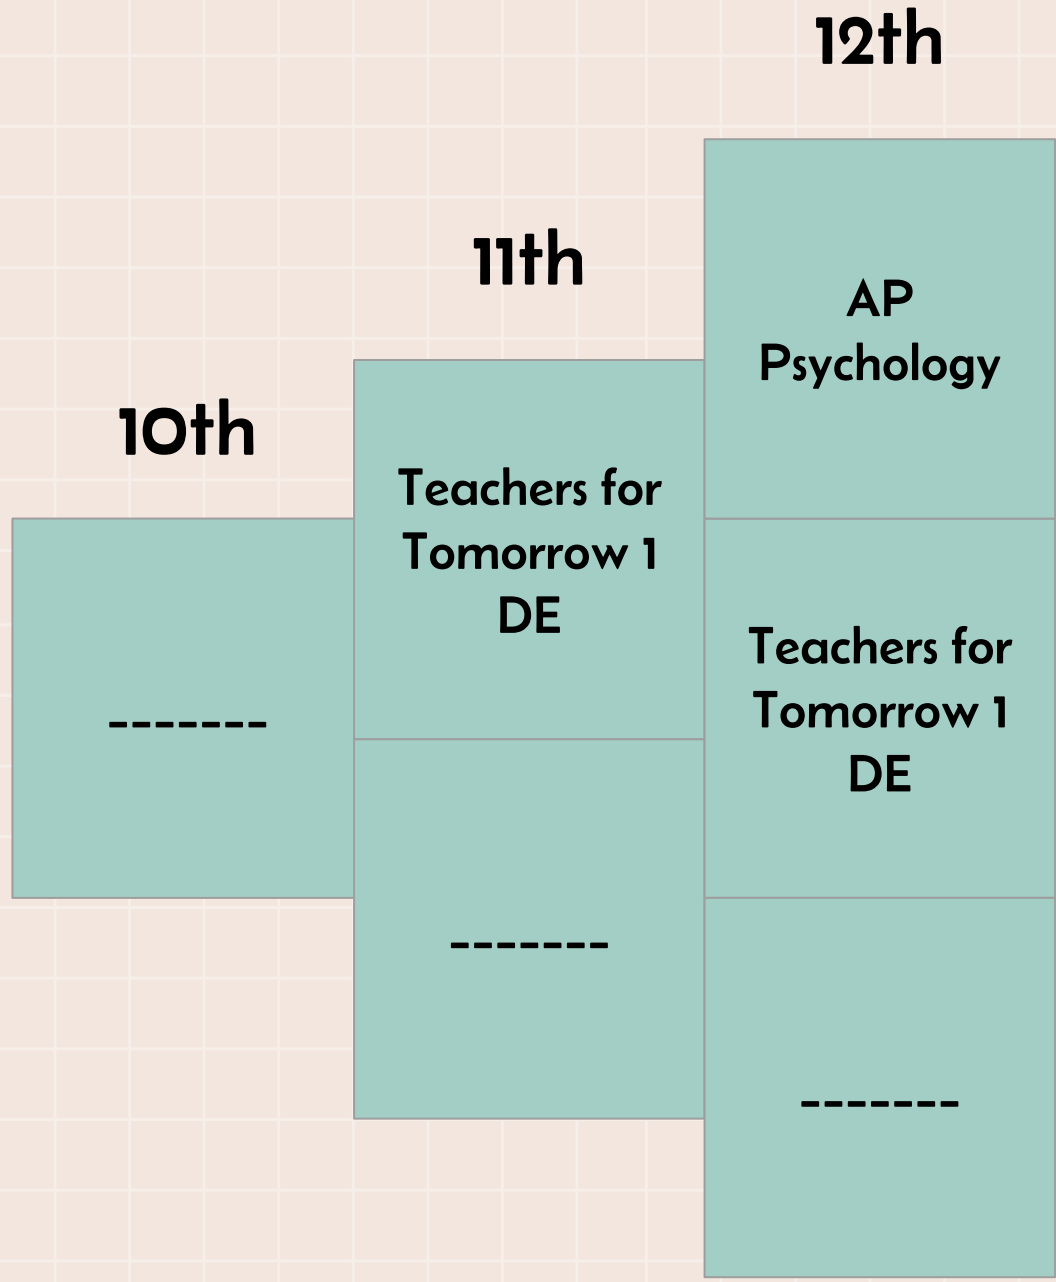 10th
-------
11th
Teachers for
Tomorrow 1
DE
-------
12th
AP
Psychology
Teachers for
Tomorrow 1
DE
-------